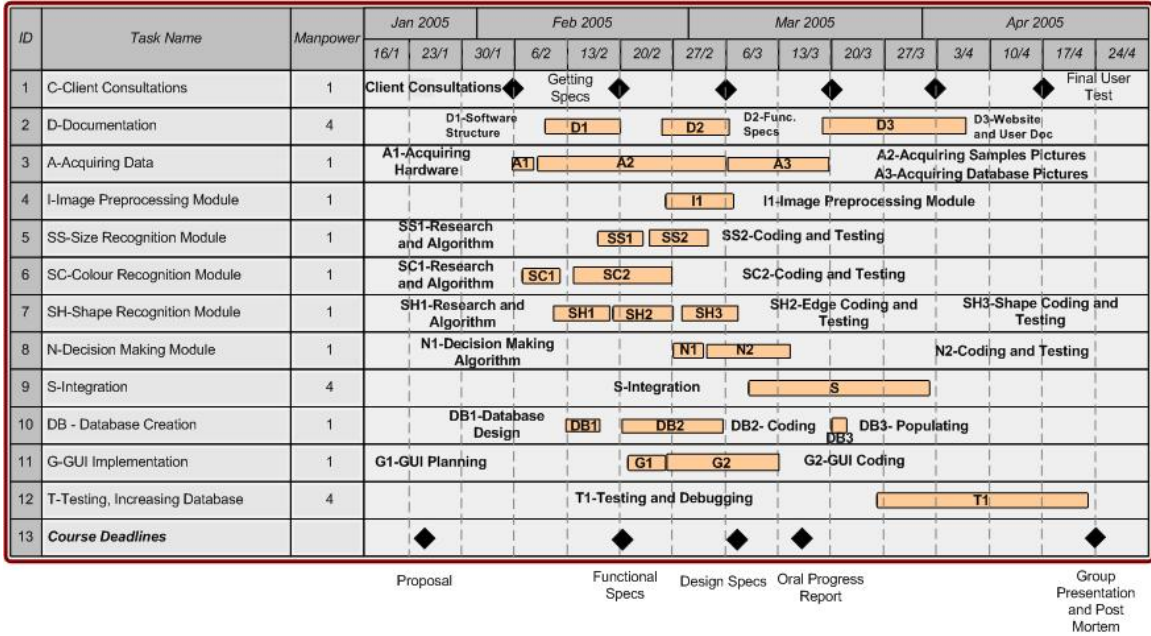 ID Task Name Manpower Jan 2005 Feb 2005 Mar 2005 Apr 2005
16/1 23/1 30/1 6/2 13/2 20/2 27/2 6/3 13/3 20/3 27/3 3/4 10/4 17/4 24/4
1 C-Client Consultations 1 Client Consultations Getting Final User
Specs Test
2 D-Documentation 4 D1-Software D1 D2 D2-Func. D3 D3-Website
Structure Specs and User Doc
3 A-Acquiring Data 1 A1-Acquiring A1 A2 A3 A2-Acquiring Samples Pictures
Hardware A3-Acquiring Database Pictures
4 I-Image Preprocessing Module 1 I1 I1-Image Preprocessing Module
5 SS-Size Recognition Module 1 SS1-Research SS1 SS2 SS2-Coding and Testing
and Algorithm
6 SC-Colour Recognition Module 1 SC1-Research SC1 SC2 SC2-Coding and Testing
and Algorithm
7 SH-Shape Recognition Module 1 SH1-Research and SH1 SH2 SH3 SH2-Edge Coding and SH3-Shape Coding and
Algorithm Testing Testing
8 N-Decision Making Module 1 N1-Decision Making N1 N2 N2-Coding and Testing
Algorithm
9 S-Integration 4 S-Integration S
10 DB - Database Creation 1 DB1-Database DB1 DB2 DB2- Coding DB3- Populating
Design DB3
11 G-GUI Implementation 1 G1-GUI Planning G1 G2 G2-GUI Coding
12 T-Testing, Increasing Database 4 T1-Testing and Debugging T1
13 Course Deadlines
Proposal Functional Design Specs Oral Progress Group
Specs Report Presentation
and Post
Mortem